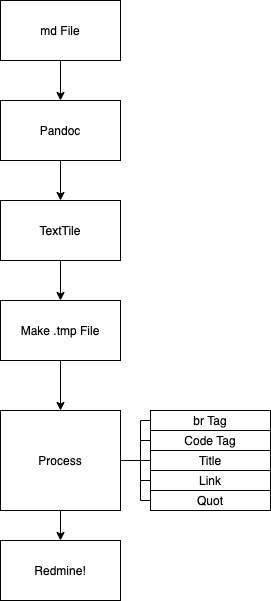 md File
Pandoc
TextTile
Make .tmp File
Process
br Tag
Code Tag
Title
Link
Quot
Redmine!